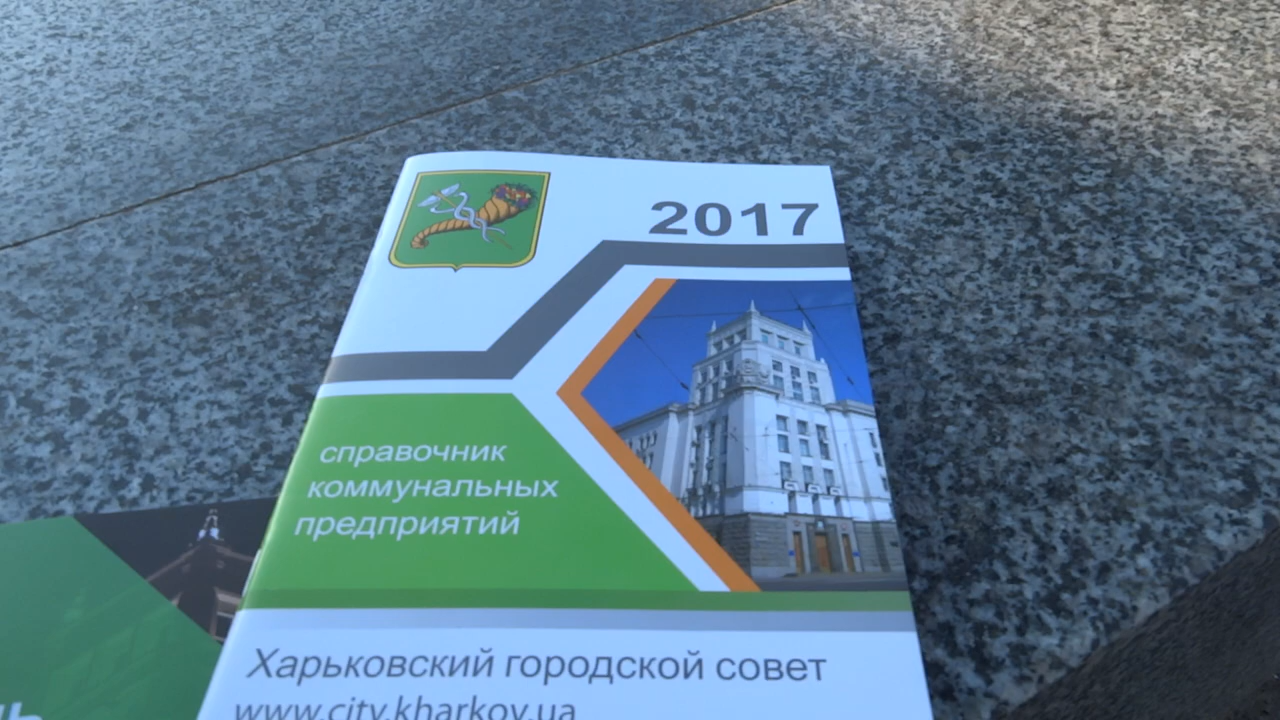 2017
справочник
коммунальных
предприятий
Харьковский городской совет
www.city.kharkov.ua